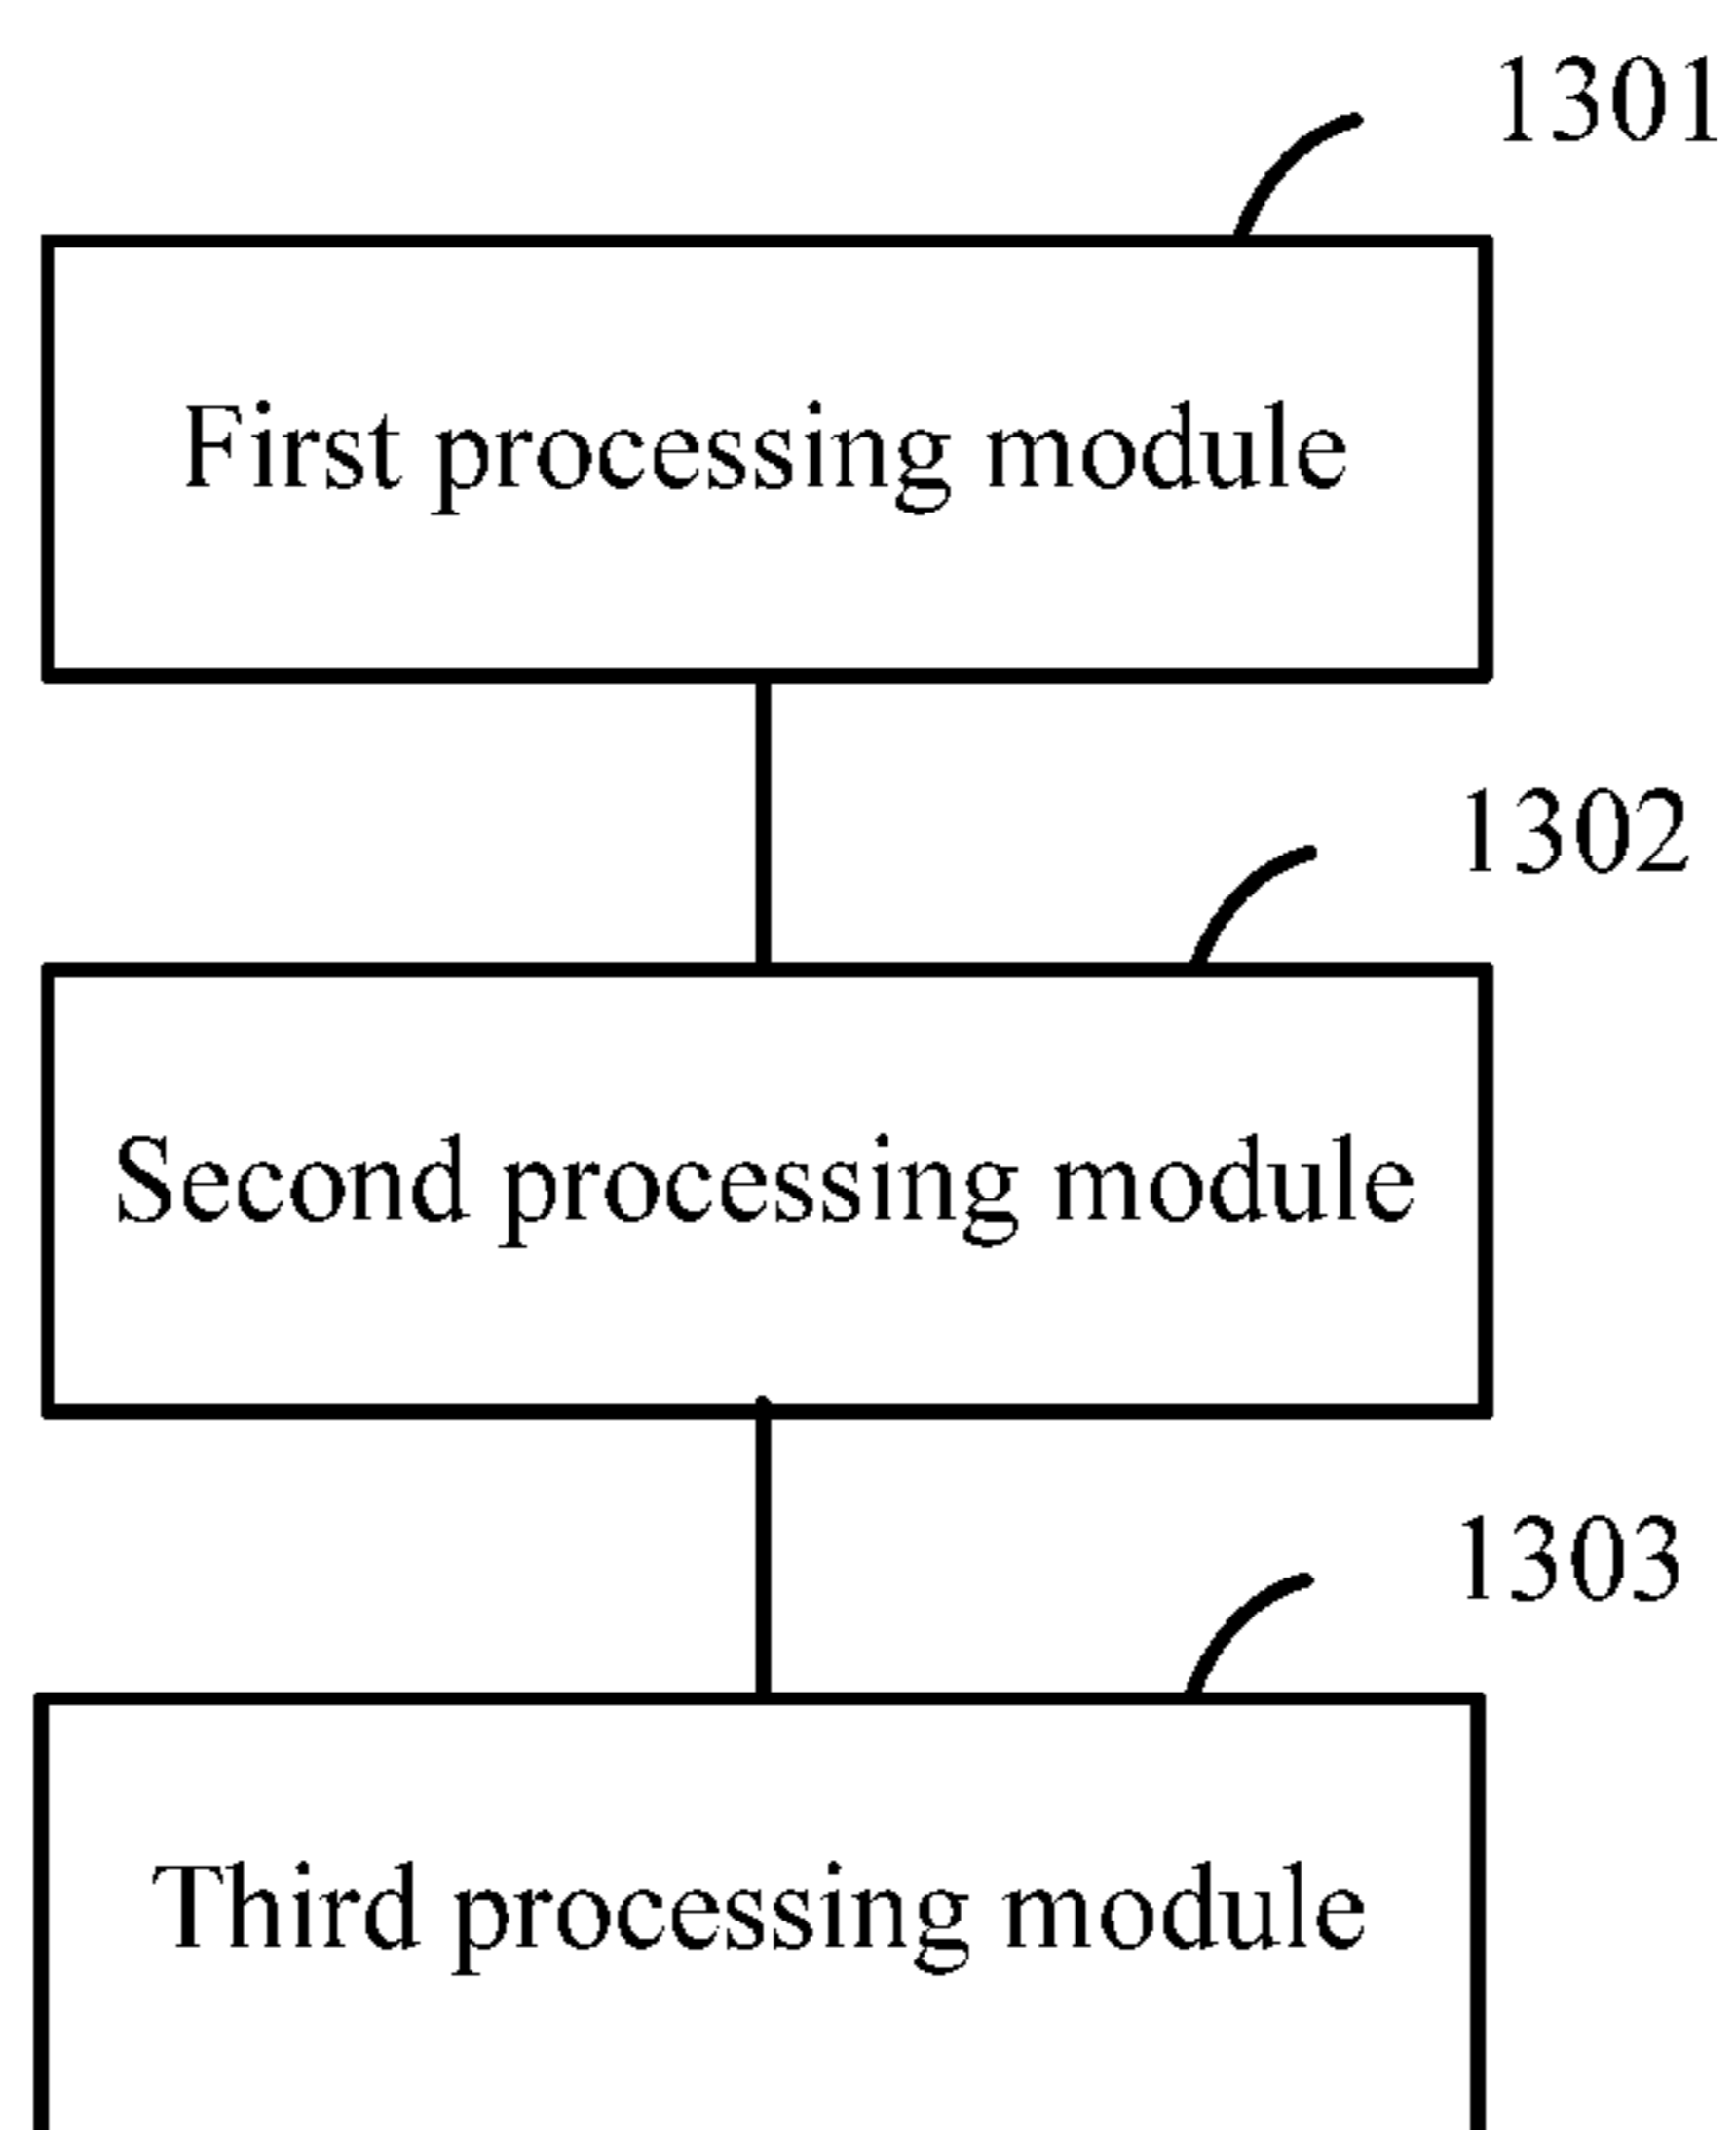 1301
First processing module
1302
Second processing module
1303
Third processing module